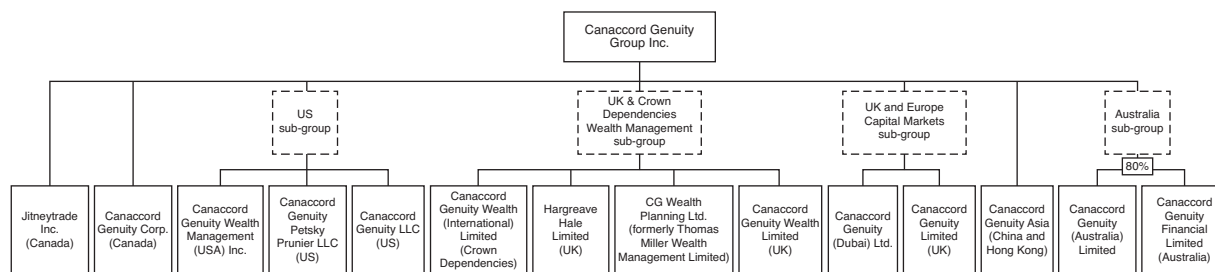 Canaccord Genuity
Group Inc.
US
sub-group
UK & Crown
Dependencies
Wealth Management
sub-group
UK and Europe
Capital Markets
sub-group
Australia
sub-group
80%
Jitneytrade
Inc.
(Canada)
Canaccord
Genuity Corp.
(Canada)
Canaccord
Genuity Wealth
Management
(USA) Inc.
Canaccord
Genuity
Petsky
Prunier LLC
(US)
Canaccord
Genuity LLC
(US)
Canaccord
Genuity Wealth
(International)
Limited
(Crown
Dependencies)
Hargreave
Hale
Limited
(UK)
CG Wealth
Planning Ltd.
(formerly Thomas
Miller Wealth
Management Limited)
Canaccord
Genuity Wealth
Limited
(UK)
Canaccord
Genuity
(Dubai) Ltd.
Canaccord
Genuity
Limited
(UK)
Canaccord
Genuity Asia
(China and
Hong Kong)
Canaccord
Genuity
(Australia)
Limited
Canaccord
Genuity
Financial
Limited
(Australia)